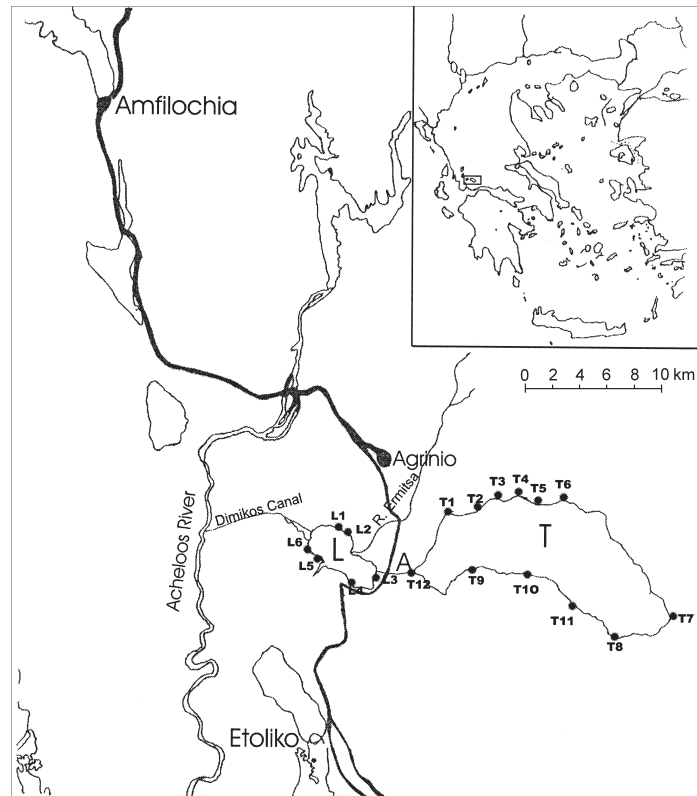 Amfilochia
0 2 4 6 8 10 km
Agrinio
R. Ermitsa
Acheloos River
Dimikos Canal
L1
L2
L6
L
L5
L4
L3
A
T12
T1
T2
T3
T4
T5
T6
T
T9
T10
T11
T8
T7
Etoliko